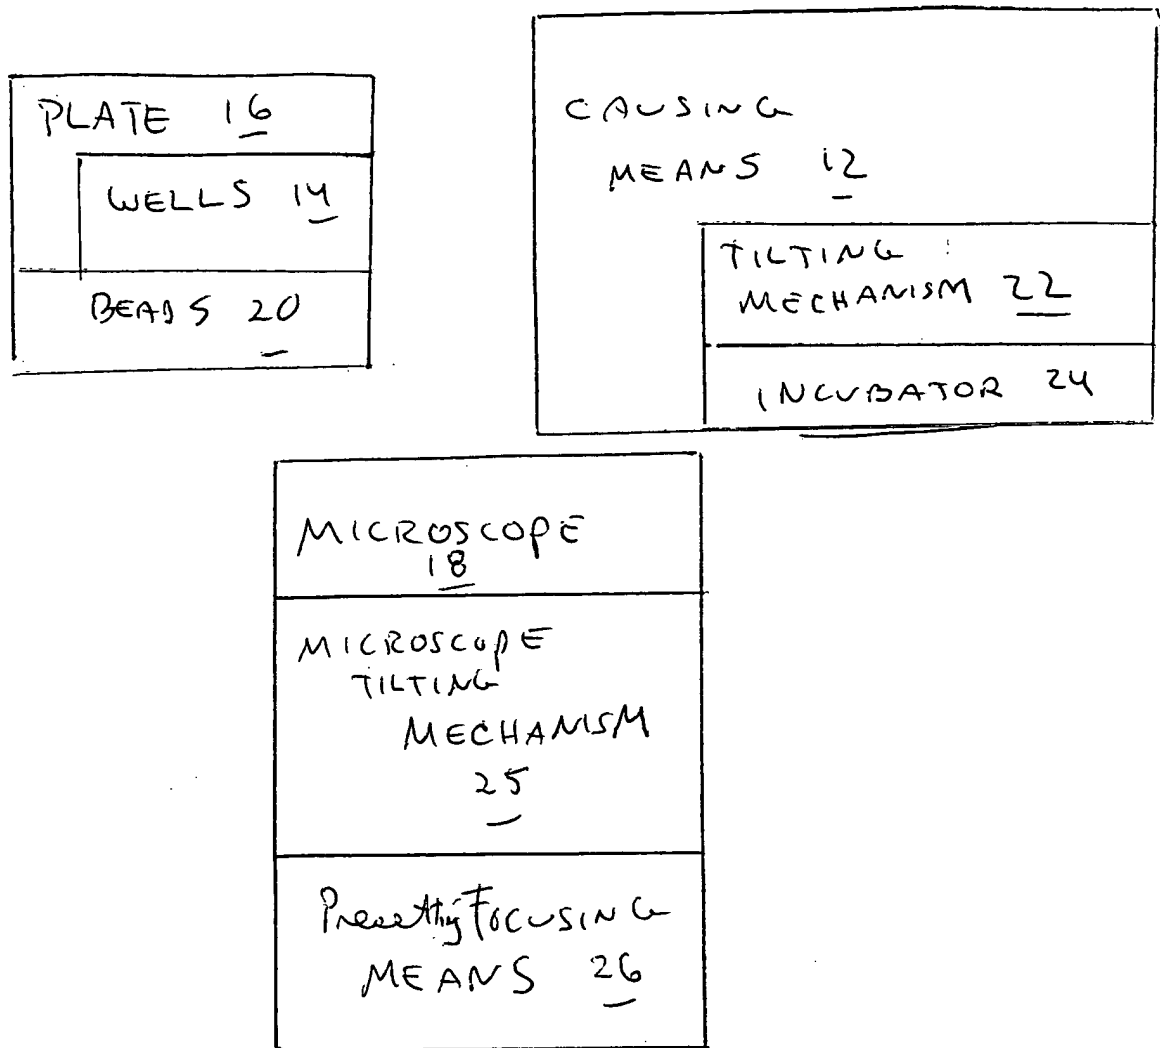 PLATE 16
WELLS 14
BEADS 20
CAUSING
MEANS 12
TILTING
MECHANISM 22
INCUBATOR 24
MICROSCOPE
18
MICROSCOPE
TILTING
MECHANISM
25
FOCUSING
MEANS 26